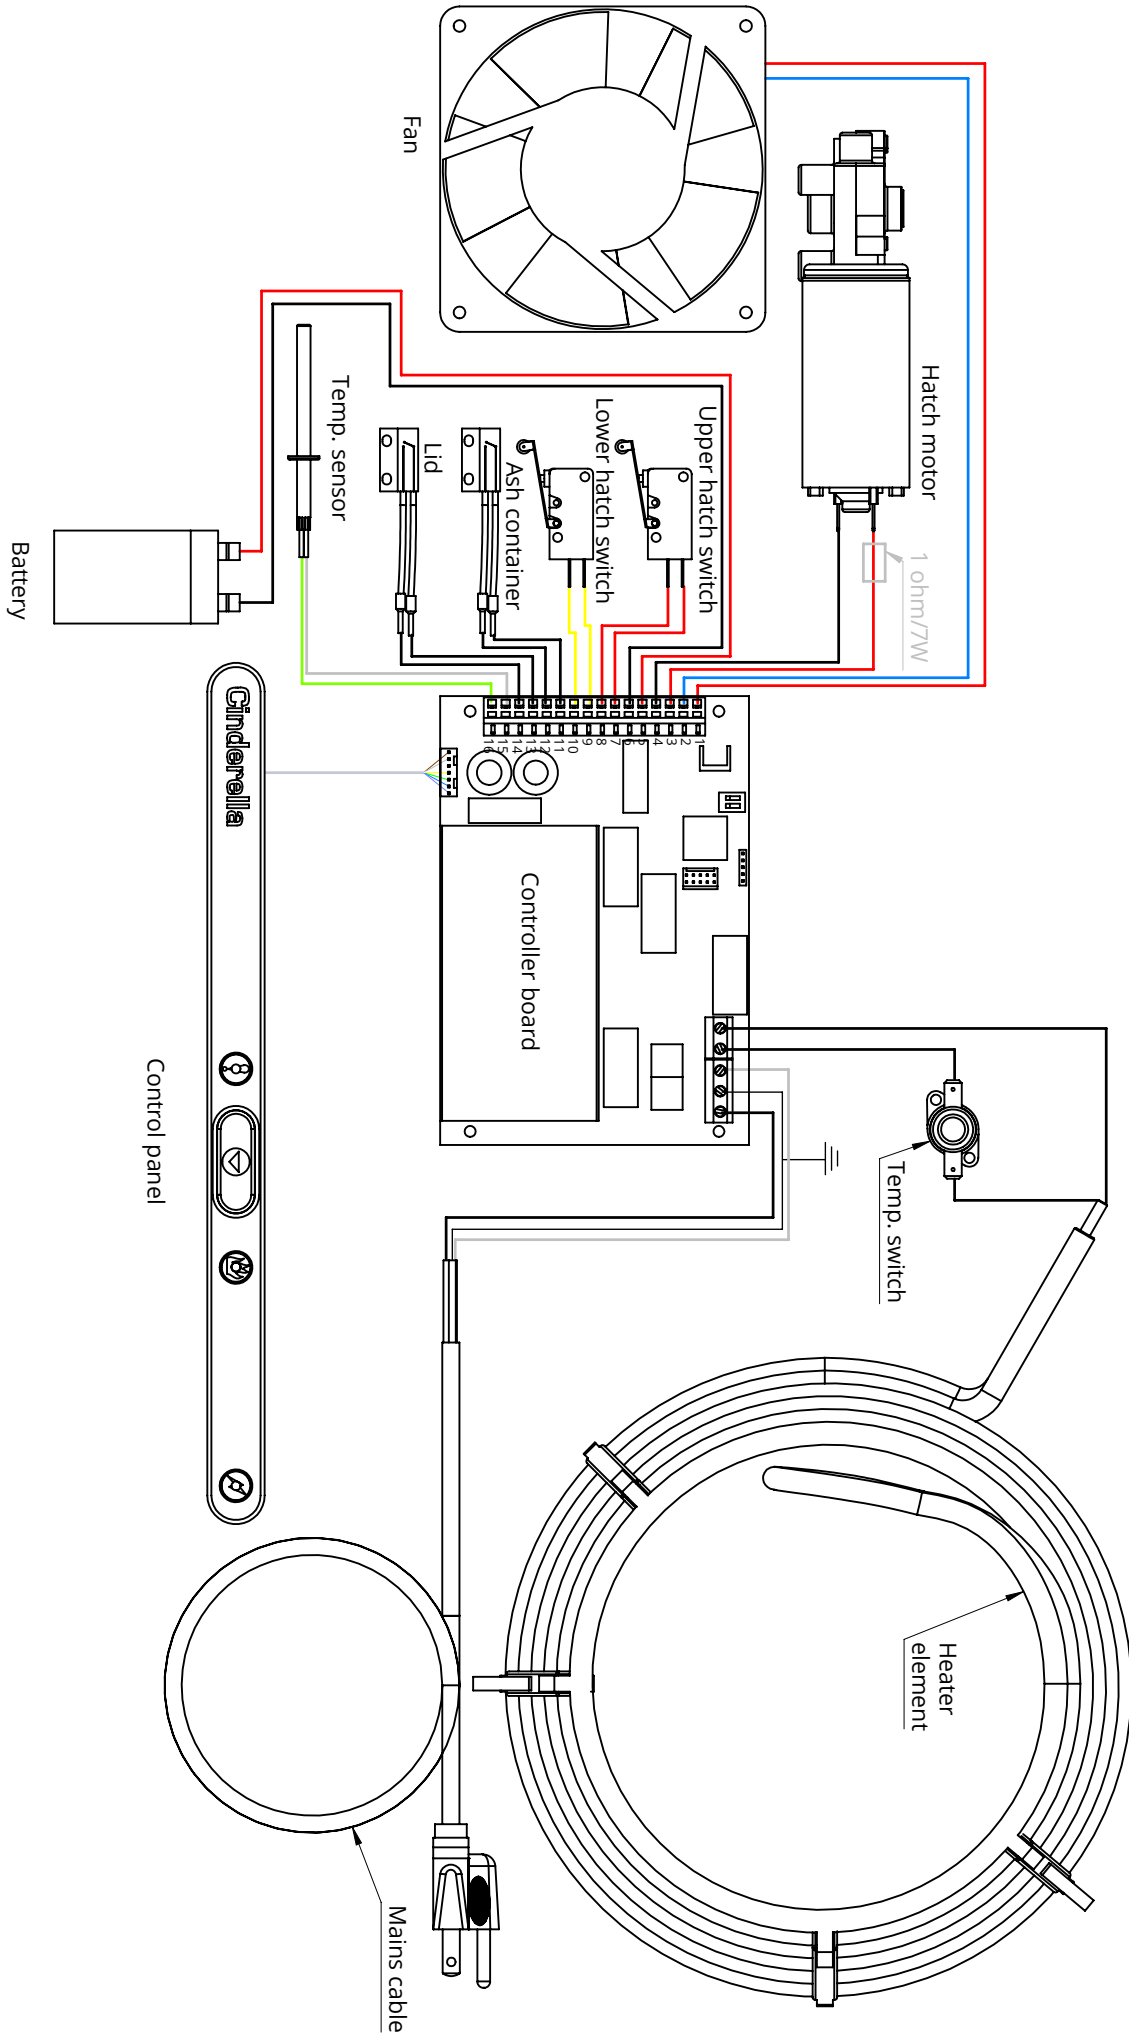 Fan
Hatch motor
1 ohm/7W
Upper hatch switch
Lower hatch switch
Ash container
Lid
Temp. sensor
Battery
1
2
3
4
5
6
7
8
9
10
11
12
13
14
15
16
Controller board
Cinderella
Control panel
Temp. switch
Heater
element
Mains cable